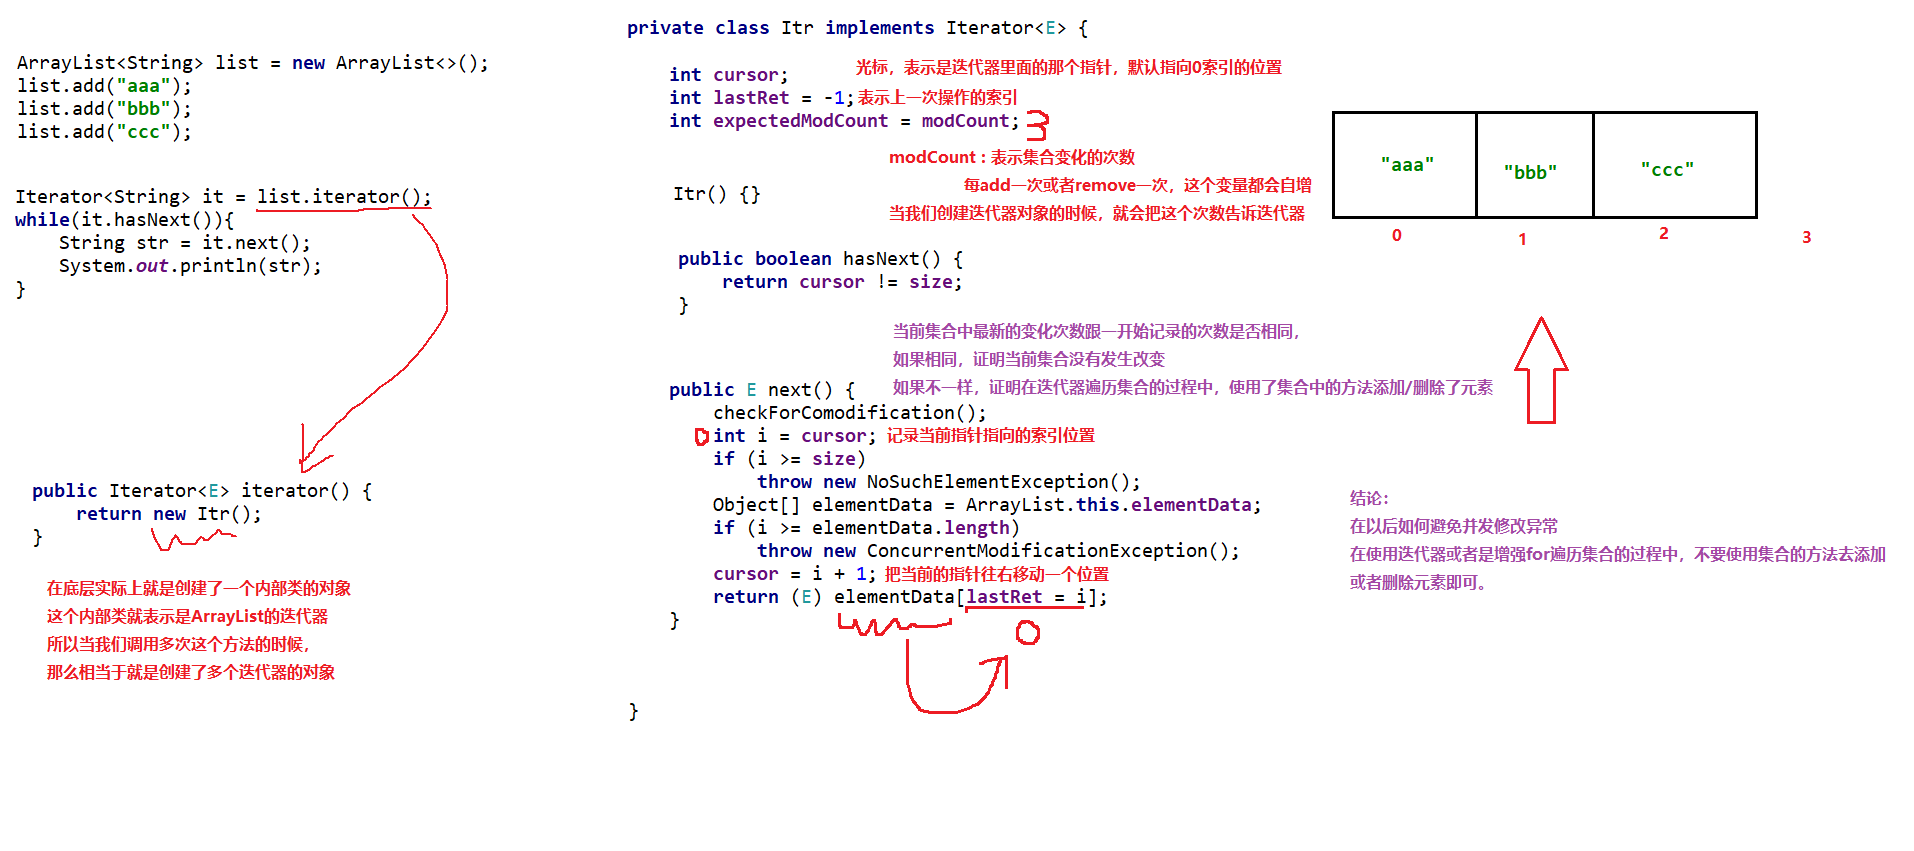 ArrayList<String> list = new ArrayList<>();
list.add("aaa");
list.add("bbb");
list.add("ccc");
Iterator<String> it = list.iterator();
while(it.hasNext()){
    String str = it.next();
    System.out.println(str);
}
public Iterator<E> iterator() {
    return new Itr();
}
在底层实际上就是创建了一个内部类的对象
这个内部类就表示是ArrayList的迭代器
所以当我们调用多次这个方法的时候，
那么相当于就是创建了多个迭代器的对象
private class Itr implements Iterator<E> {
int cursor; 光标，表示是迭代器里面的那个指针，默认指向0索引的位置
int lastRet = -1; 表示上一次操作的索引
int expectedModCount = modCount; 3
modCount：表示集合变化的次数
每add一次或者remove一次，这个变量都会自增
Itr() {}
当我们创建迭代器对象的时候，就会把这个次数告诉迭代器
public boolean hasNext() {
    return cursor != size;
}
当前集合中最新的变化次数跟一开始记录的次数是否相同，
如果相同，证明当前集合没有发生改变
如果不一样，证明在迭代器遍历集合的过程中，使用了集合中的方法添加/删除了元素
public E next() {
    checkForComodification();
0 int i = cursor; 记录当前指针指向的索引位置
    if (i >= size)
        throw new NoSuchElementException();
    Object[] elementData = ArrayList.this.elementData;
    if (i >= elementData.length)
        throw new ConcurrentModificationException();
    cursor = i + 1; 把当前的指针往右移动一个位置
    return (E) elementData[lastRet = i];
}
0
}
"aaa" "bbb" "ccc"
0 1 2 3
结论：
在以后如何避免并发修改异常
在使用迭代器或者是增强for遍历集合的过程中，不要使用集合的方法去添加
或者删除元素即可。